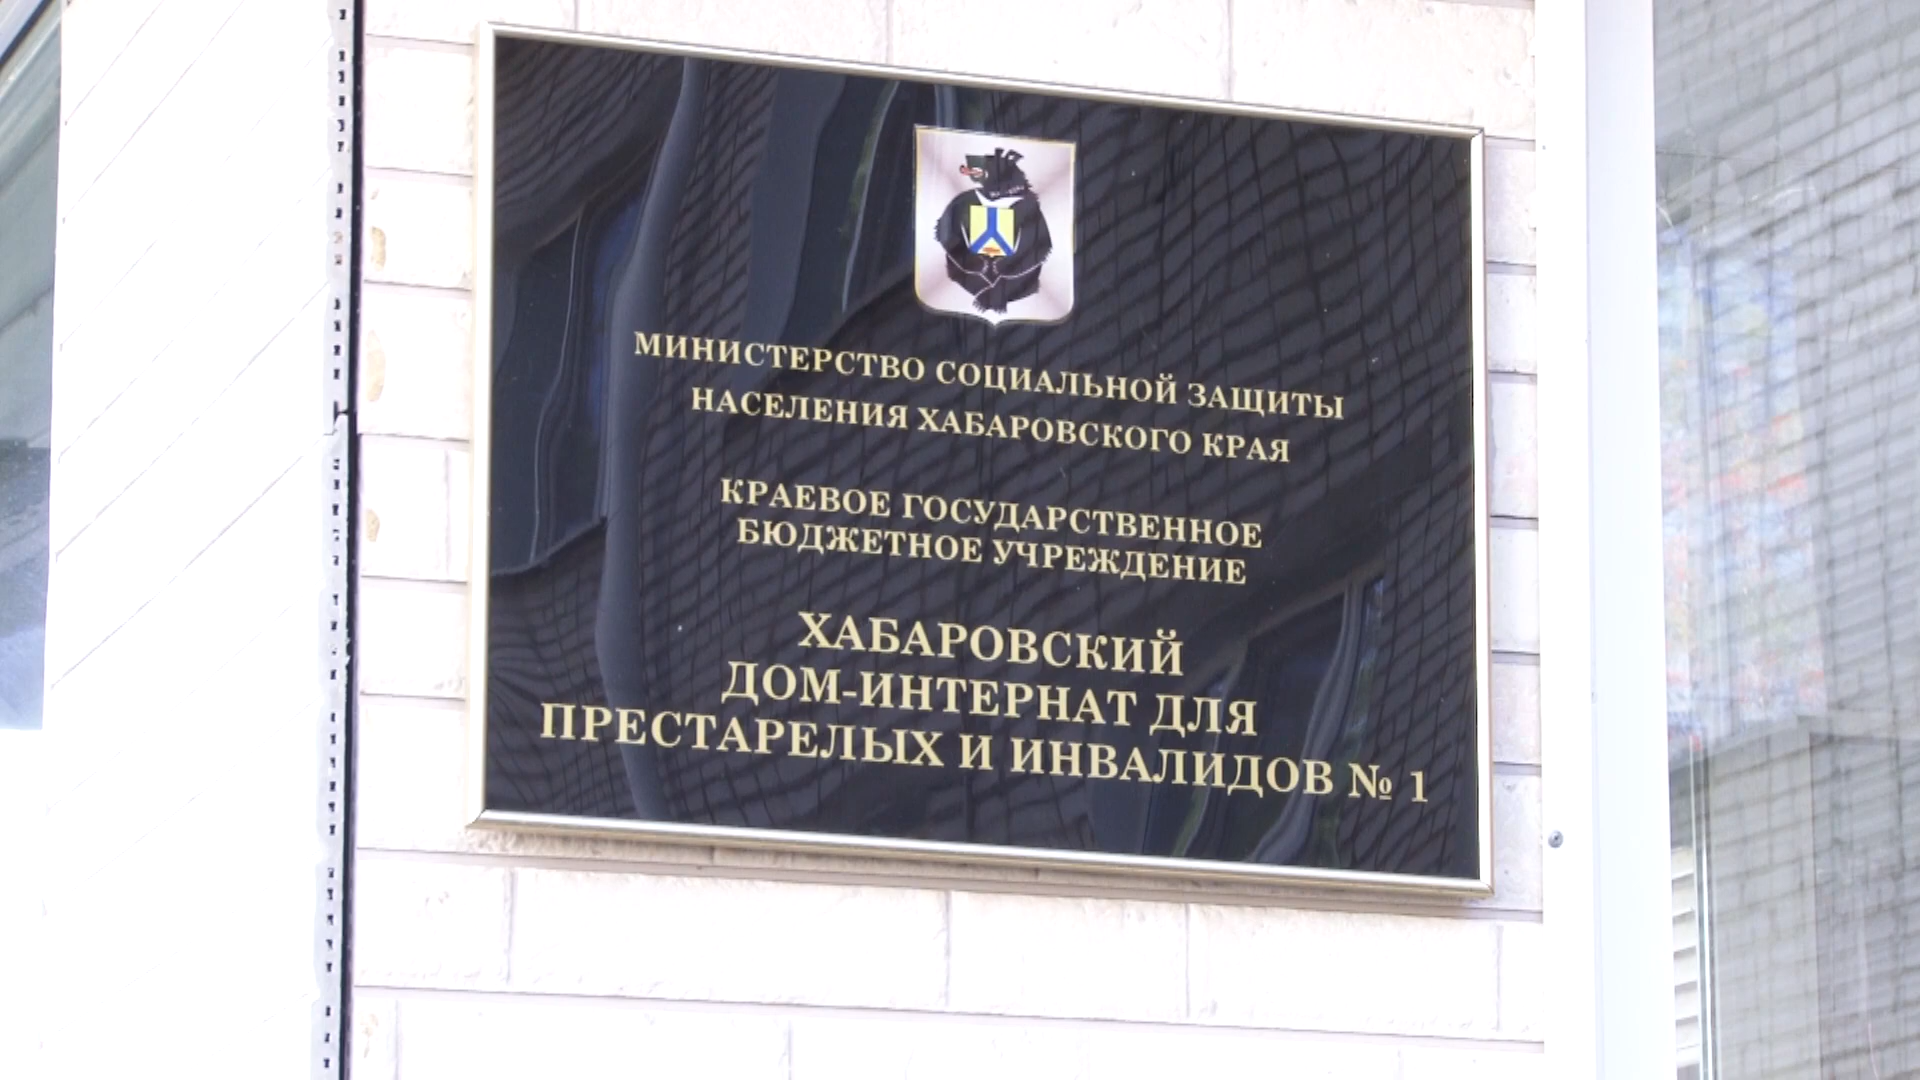 МИНИСТЕРСТВО СОЦИАЛЬНОЙ ЗАЩИТЫ
НАСЕЛЕНИЯ ХАБАРОВСКОГО КРАЯ
КРАЕВОЕ ГОСУДАРСТВЕННОЕ
БЮДЖЕТНОЕ УЧРЕЖДЕНИЕ
ХАБАРОВСКИЙ
ДОМ-ИНТЕРНАТ ДЛЯ
ПРЕСТАРЕЛЫХ И ИНВАЛИДОВ № 1